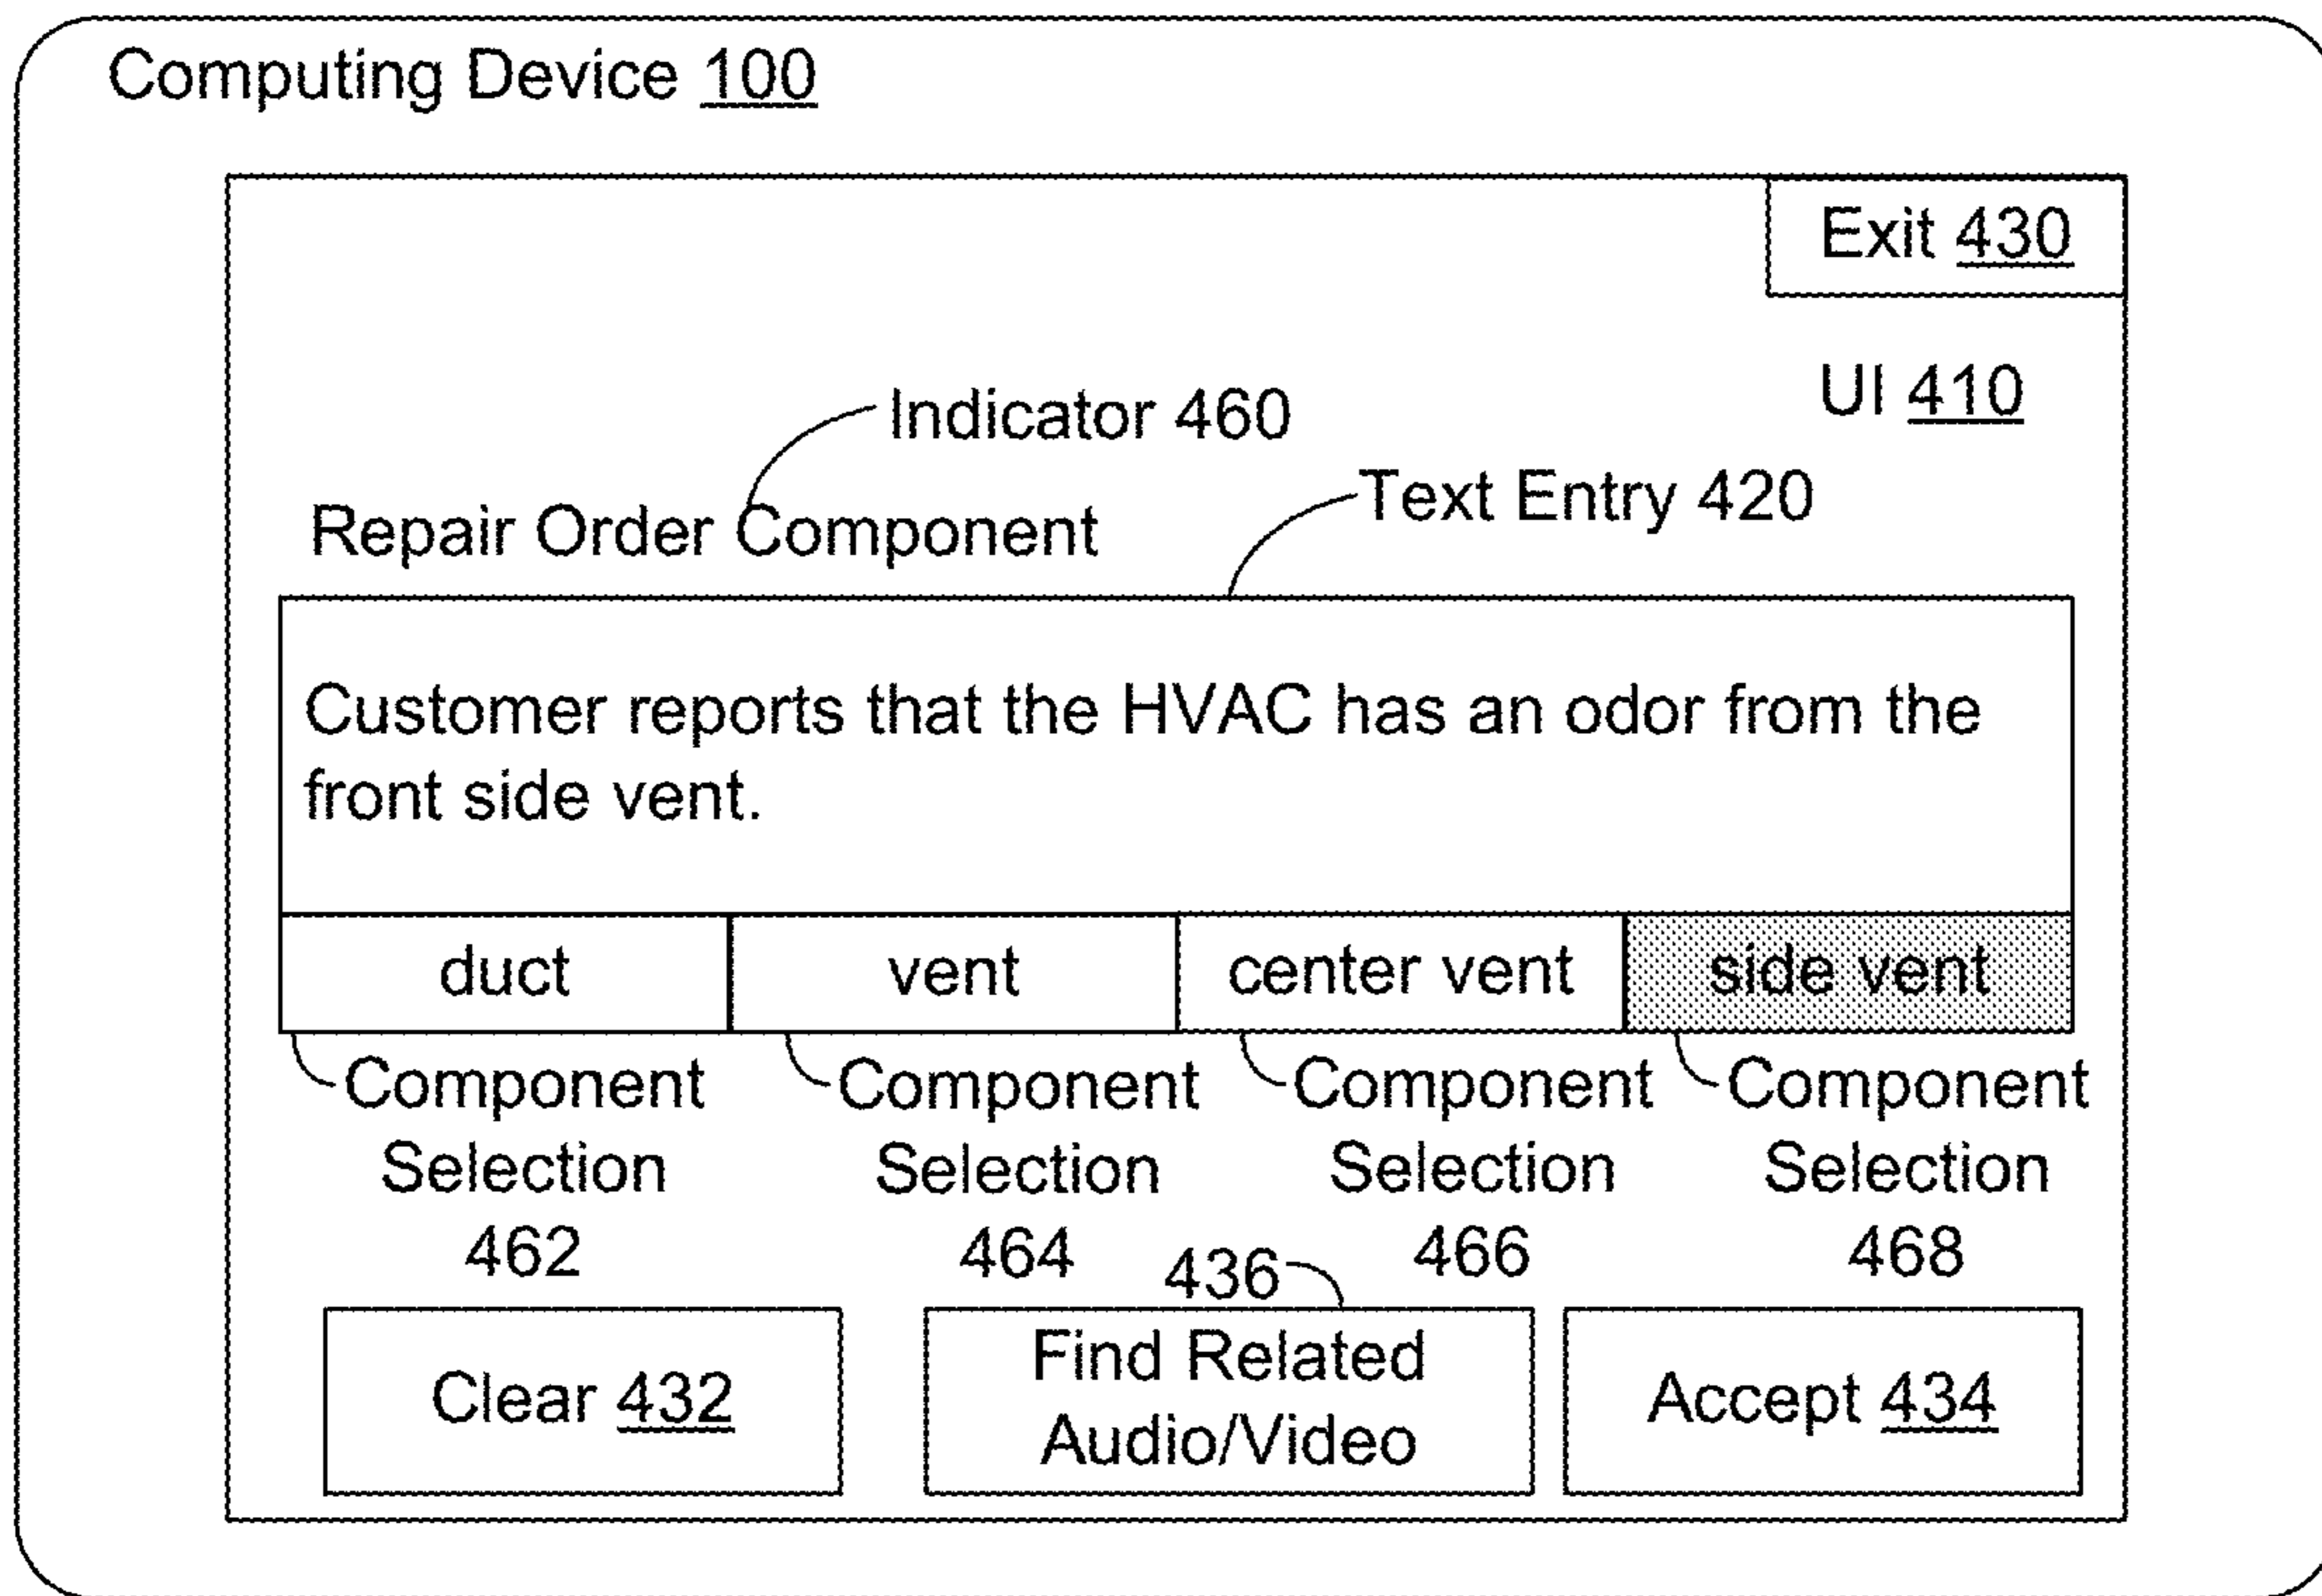 Computing Device 100
Exit 430
UI 410
Indicator 460
Text Entry 420
Repair Order Component
Customer reports that the HVAC has an odor from the
front side vent.
duct
vent
center vent
side vent
Component
Selection
462
Component
Selection
464
Component
Selection
466
Component
Selection
468
436
Clear 432
Find Related
Audio/Video
Accept 434